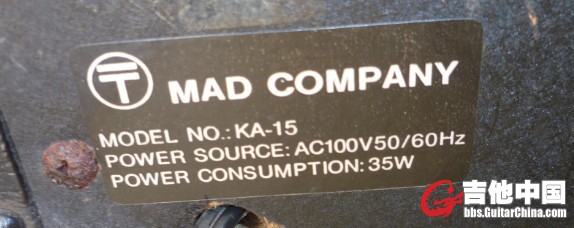 MAD COMPANY
MODEL NO.: KA-15
POWER SOURCE: AC100V50/60Hz
POWER CONSUMPTION: 35W
吉他中国
bbs.GuitarChina.com